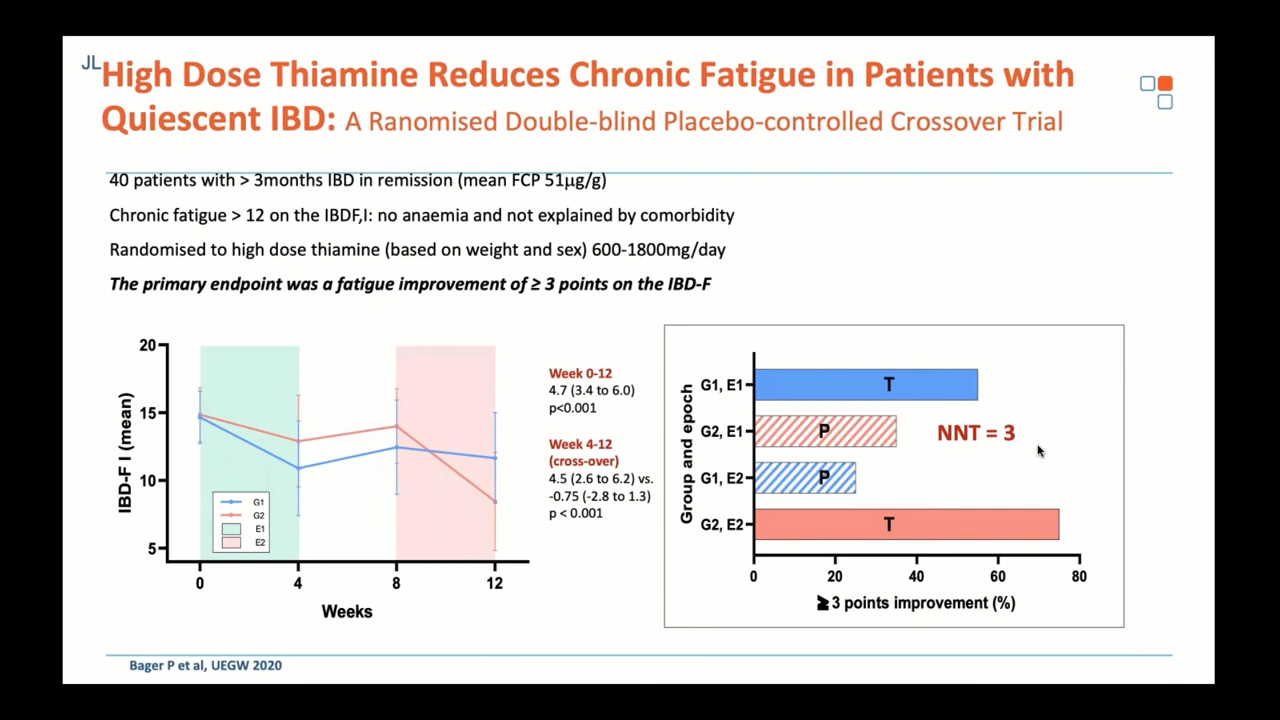 JL
High Dose Thiamine Reduces Chronic Fatigue in Patients with
Quiescent IBD: A Ranomised Double-blind Placebo-controlled Crossover Trial
40 patients with > 3months IBD in remission (mean FCP 51µg/g)
Chronic fatigue > 12 on the IBDF,I: no anaemia and not explained by comorbidity
Randomised to high dose thiamine (based on weight and sex) 600-1800mg/day
The primary endpoint was a fatigue improvement of ≥ 3 points on the IBD-F
IBD-F I (mean)
20
15
10
5
G1
G2
E1
E2
0 4 8 12
Weeks
Week 0-12
4.7 (3.4 to 6.0)
p<0.001
Week 4-12
(cross-over)
4.5 (2.6 to 6.2) vs.
-0.75 (-2.8 to 1.3)
p < 0.001
Group and epoch
G1, E1 T
G2, E1 P
NNT = 3
G1, E2 P
G2, E2 T
0 20 40 60 80
≥ 3 points improvement (%)
Bager P et al, UEGW 2020